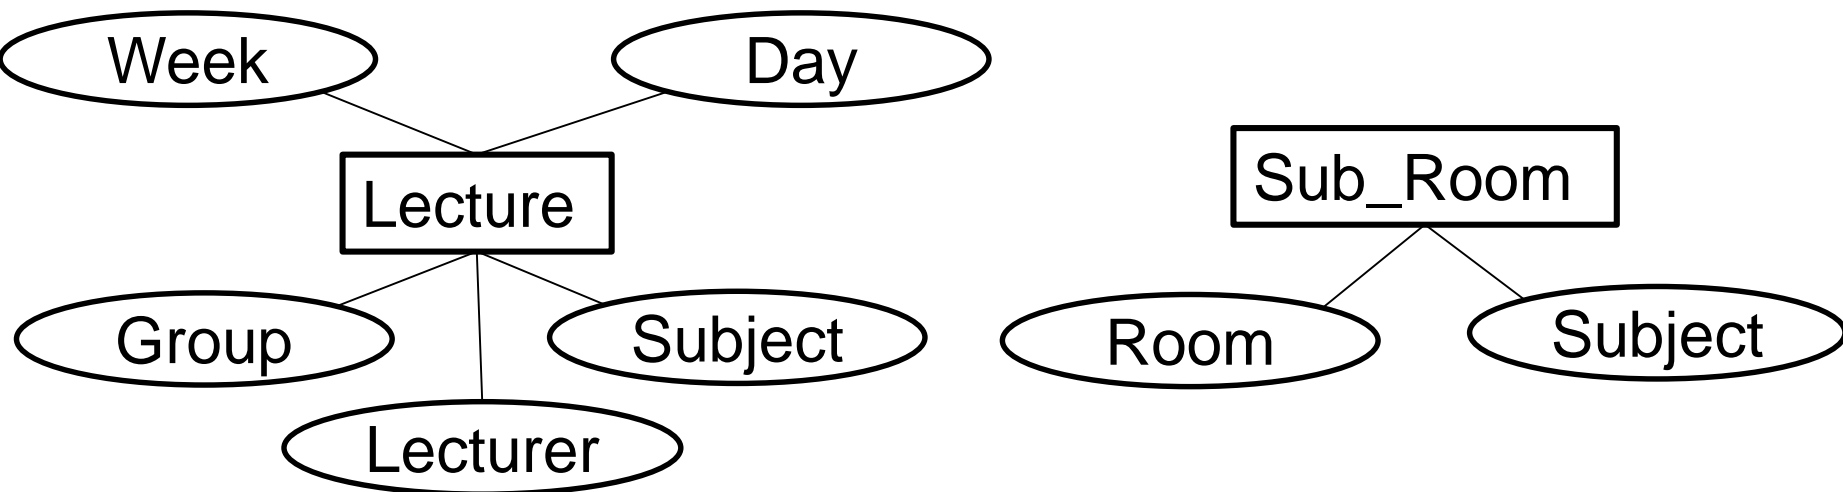 Week
Day
Lecture
Sub_Room
Group
Subject
Room
Subject
Lecturer